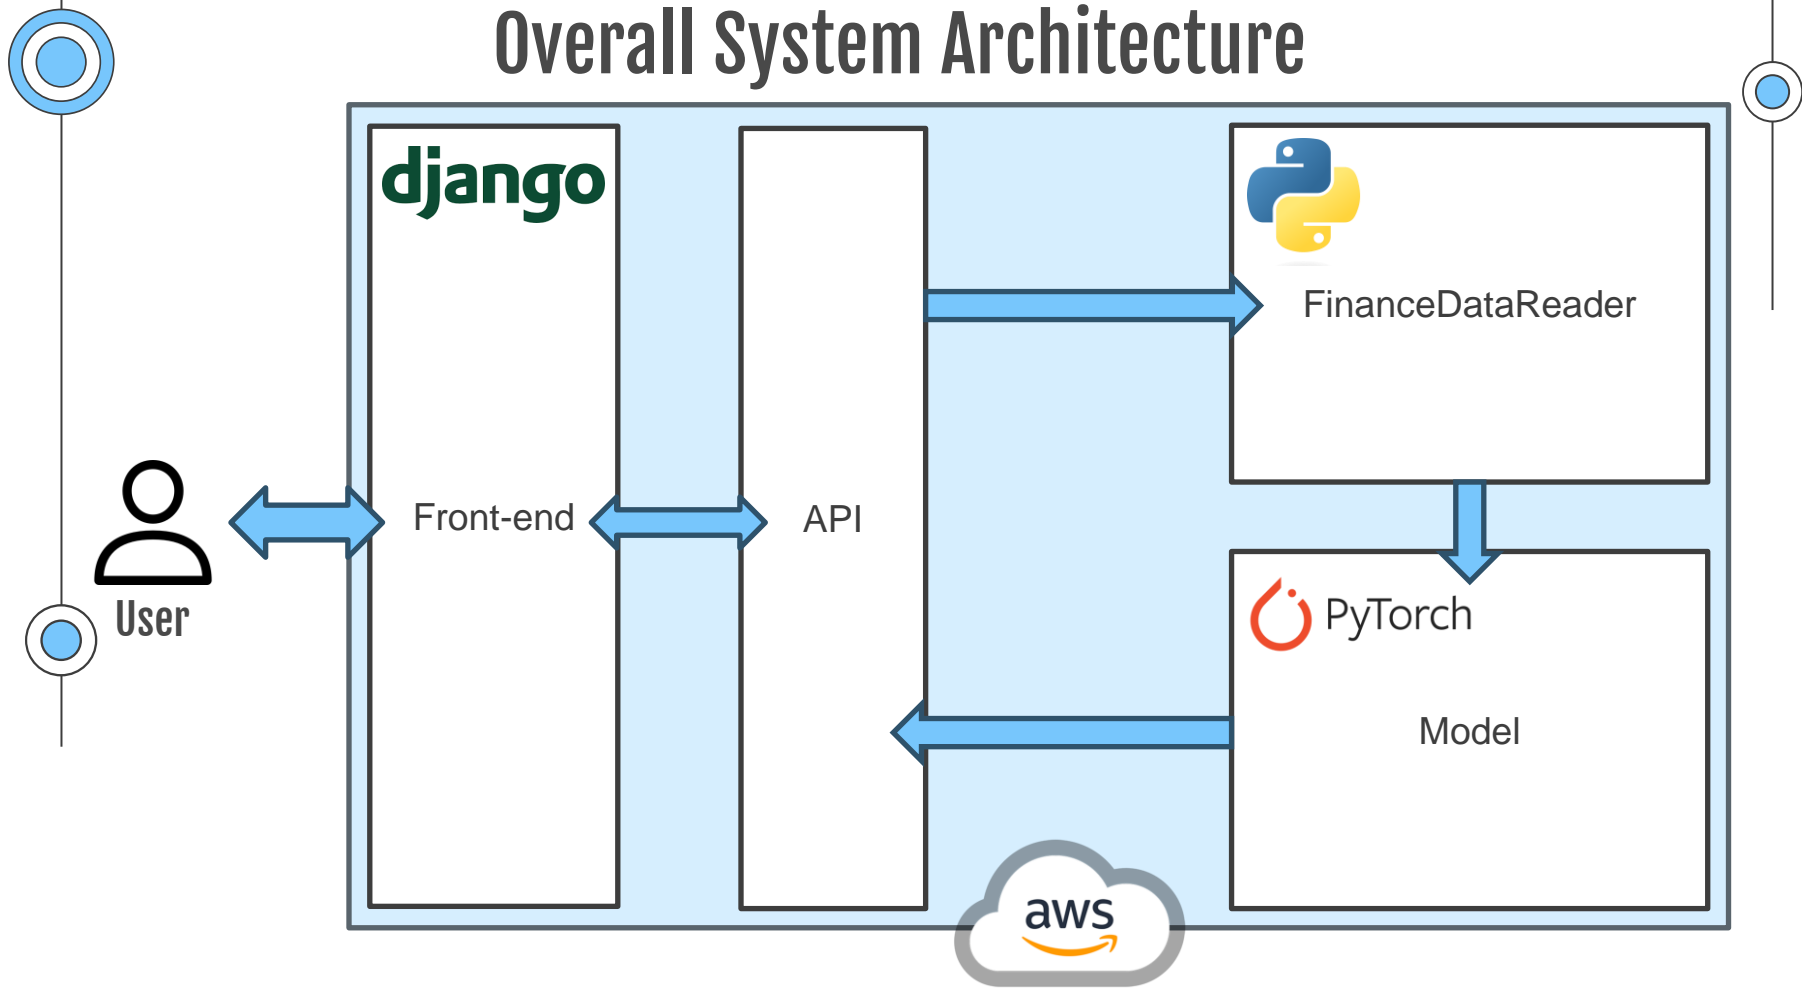 Overall System Architecture
django
FinanceDataReader
Front-end
API
User
PyTorch
Model
aws